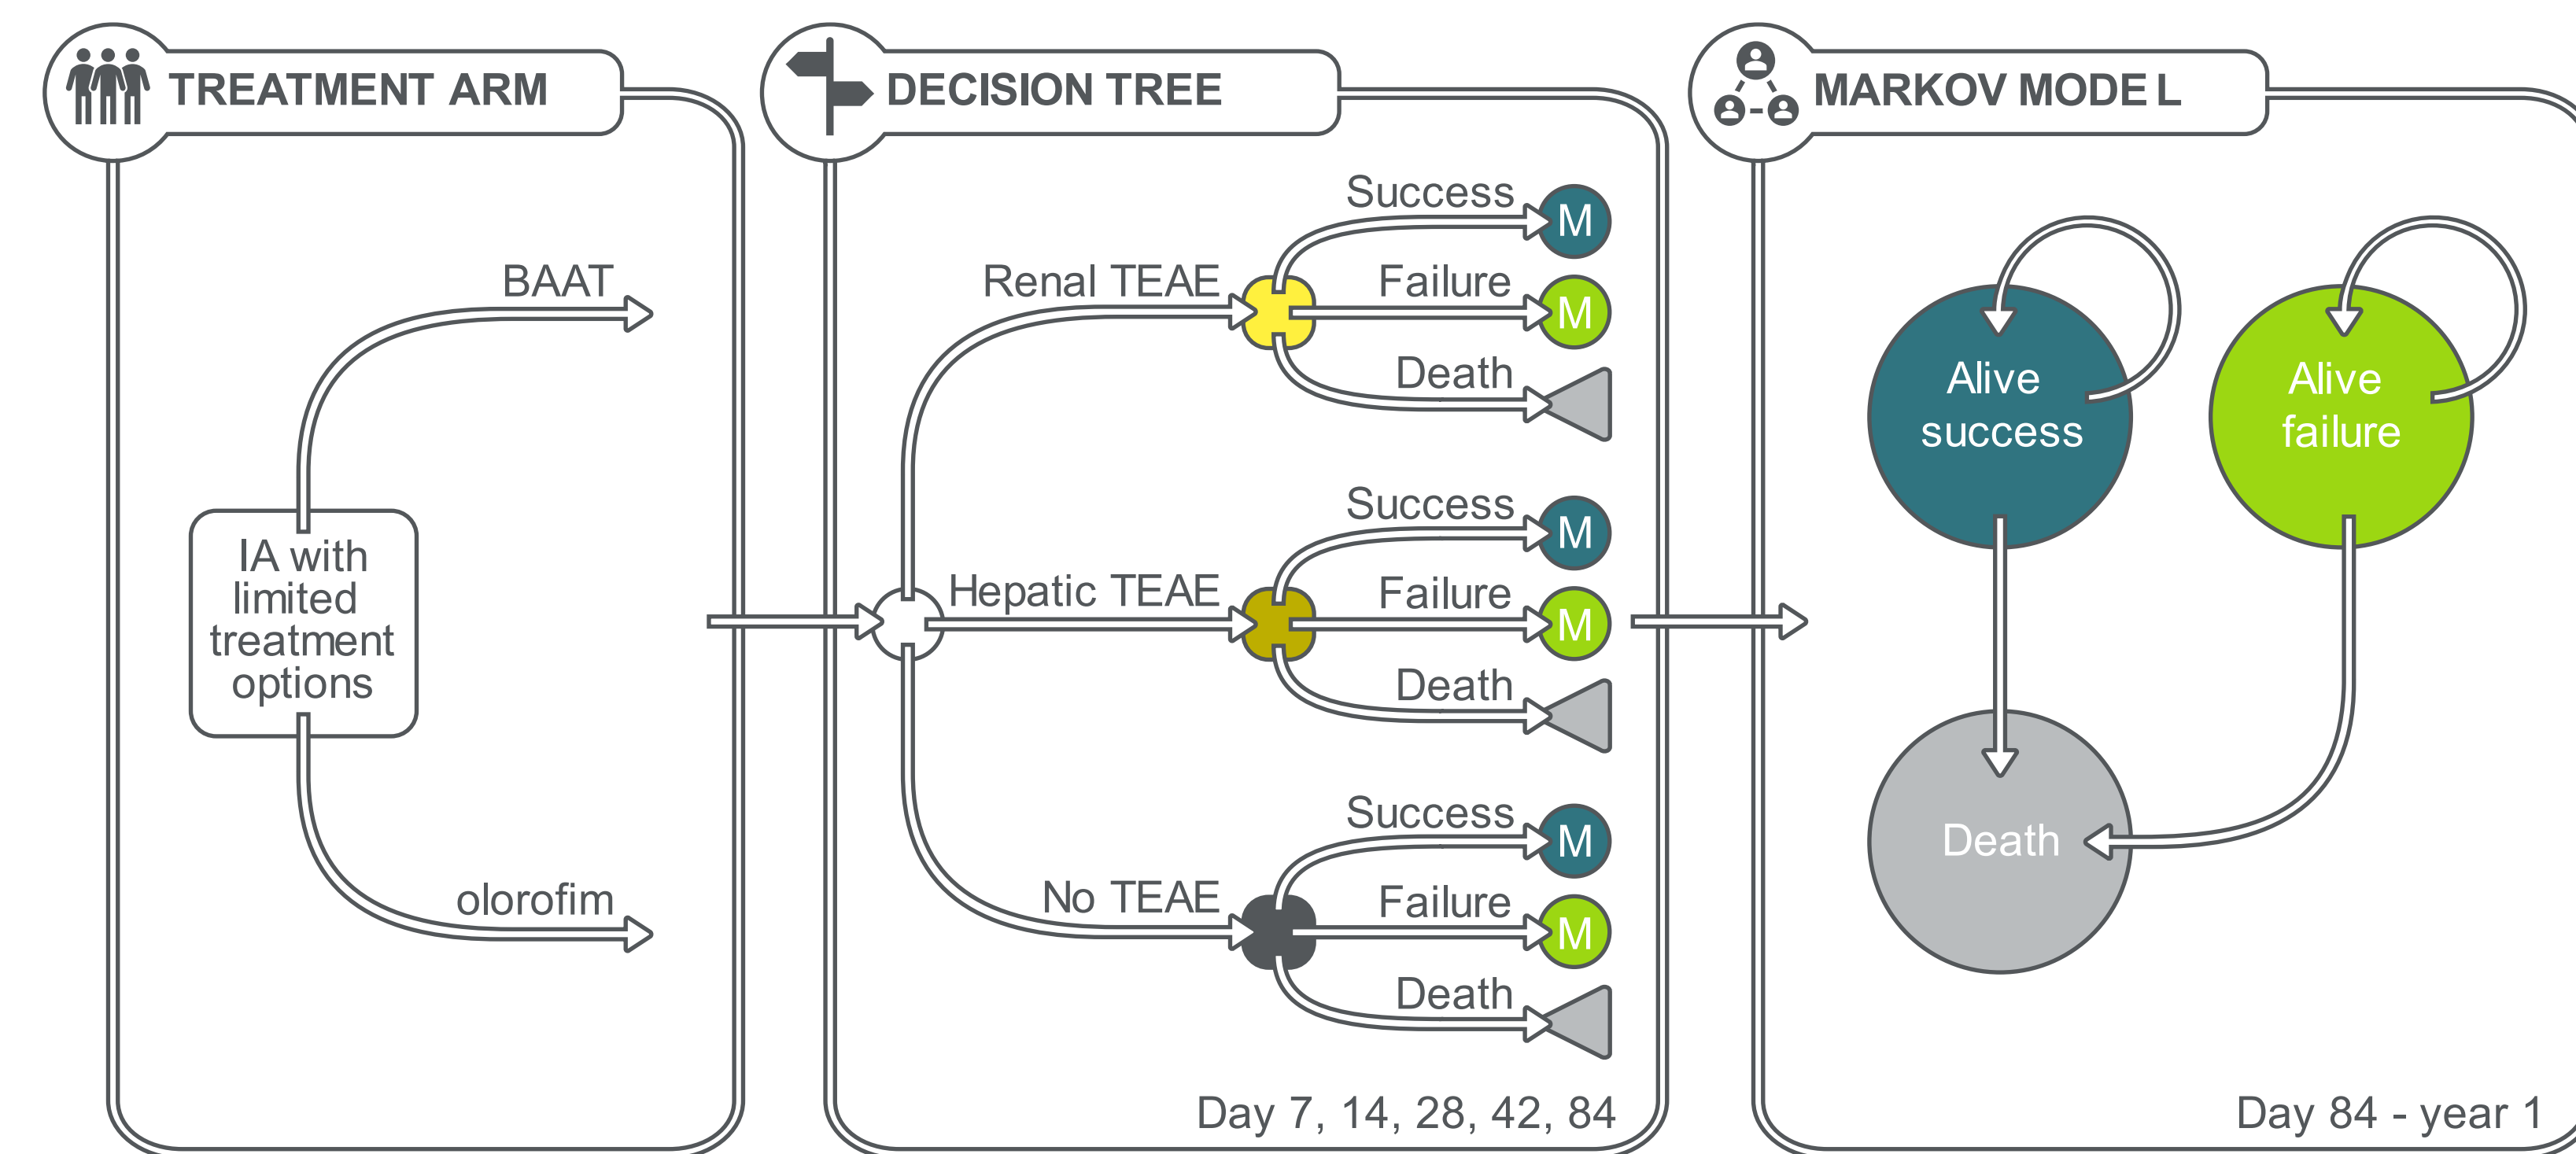 TREATMENT ARM
BAAT
IA with
limited
treatment
options
olorofim
DECISION TREE
Renal TEAE
Success
M
Failure
M
Death
Hepatic TEAE
Success
M
Failure
M
Death
No TEAE
Success
M
Failure
M
Death
Day 7, 14, 28, 42, 84
MARKOV MODEL
Alive
success
Alive
failure
Death
Day 84 - year 1